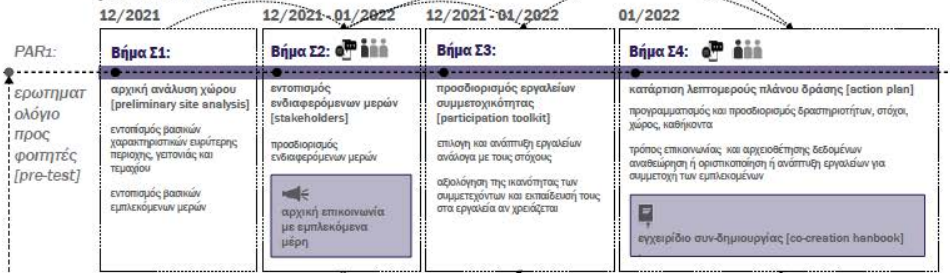 12/2021
12/2021 - 01/2022
12/2021 - 01/2022
01/2022
PAR1:
ερωτηματ
ολόγιο
προς
φοιτητές
[pre-test]
Βήμα Σ1:
αρχική ανάλυση χώρου
[preliminary site analysis]
εντοπισμός βασικών
χαρακτηριστικών ευρύτερης
περιοχης, γειτονιάς και
τεμαχίου
εντοπισμός βασικών
εμπλεκόμενων μερών
Βήμα Σ2:
εντοπισμός
ενδιαφερόμενων μερών
[stakeholders]
προσδιορισμός
ενδιαφερόμενων μερών
αρχική επικοινωνία
με εμπλεκόμενα
μέρη
Βήμα Σ3:
προσδιορισμός εργαλείων
συμμετοχικότητας
[participation toolkit]
επιλογη και ανάπτυξη εργαλείων
ανάλογα με τους στόχους
αξιολόγηση της ικανότητας των
συμμετεχόντων και εκπαίδευσή τους
στα εργαλεία αν χρειάζεται
Βήμα Σ4:
κατάρτιση λεπτομερούς πλάνου δράσης [action plan]
προγραμματισμός και προσδιορισμός δραστηριοτήτων, στόχοι,
χώρος, καθήκοντα
τρόπος επικοινωνίας και αρχειοθέτησης δεδομένων
αναθεώρηση ή οριστικοποίηση ή ανάπτυξη εργαλείων για
συμμετοχή των εμπλεκομένων
εγχειρίδιο συν-δημιουργίας [co-creation hanbook]